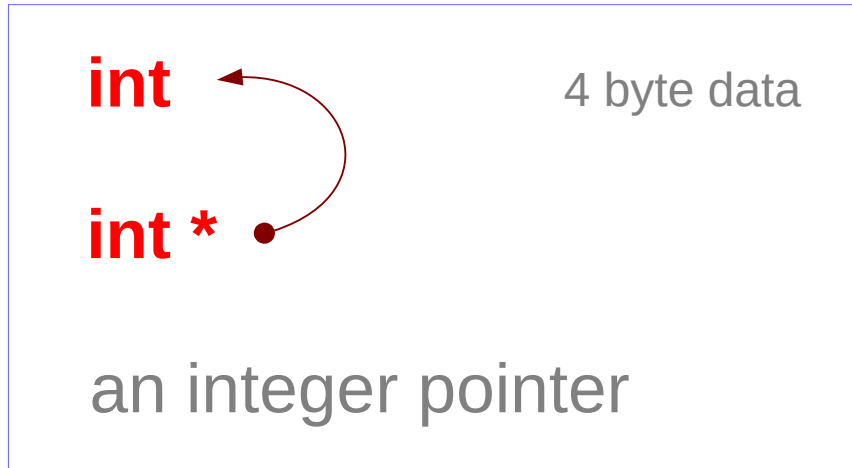 int 4 byte data
int *
an integer pointer